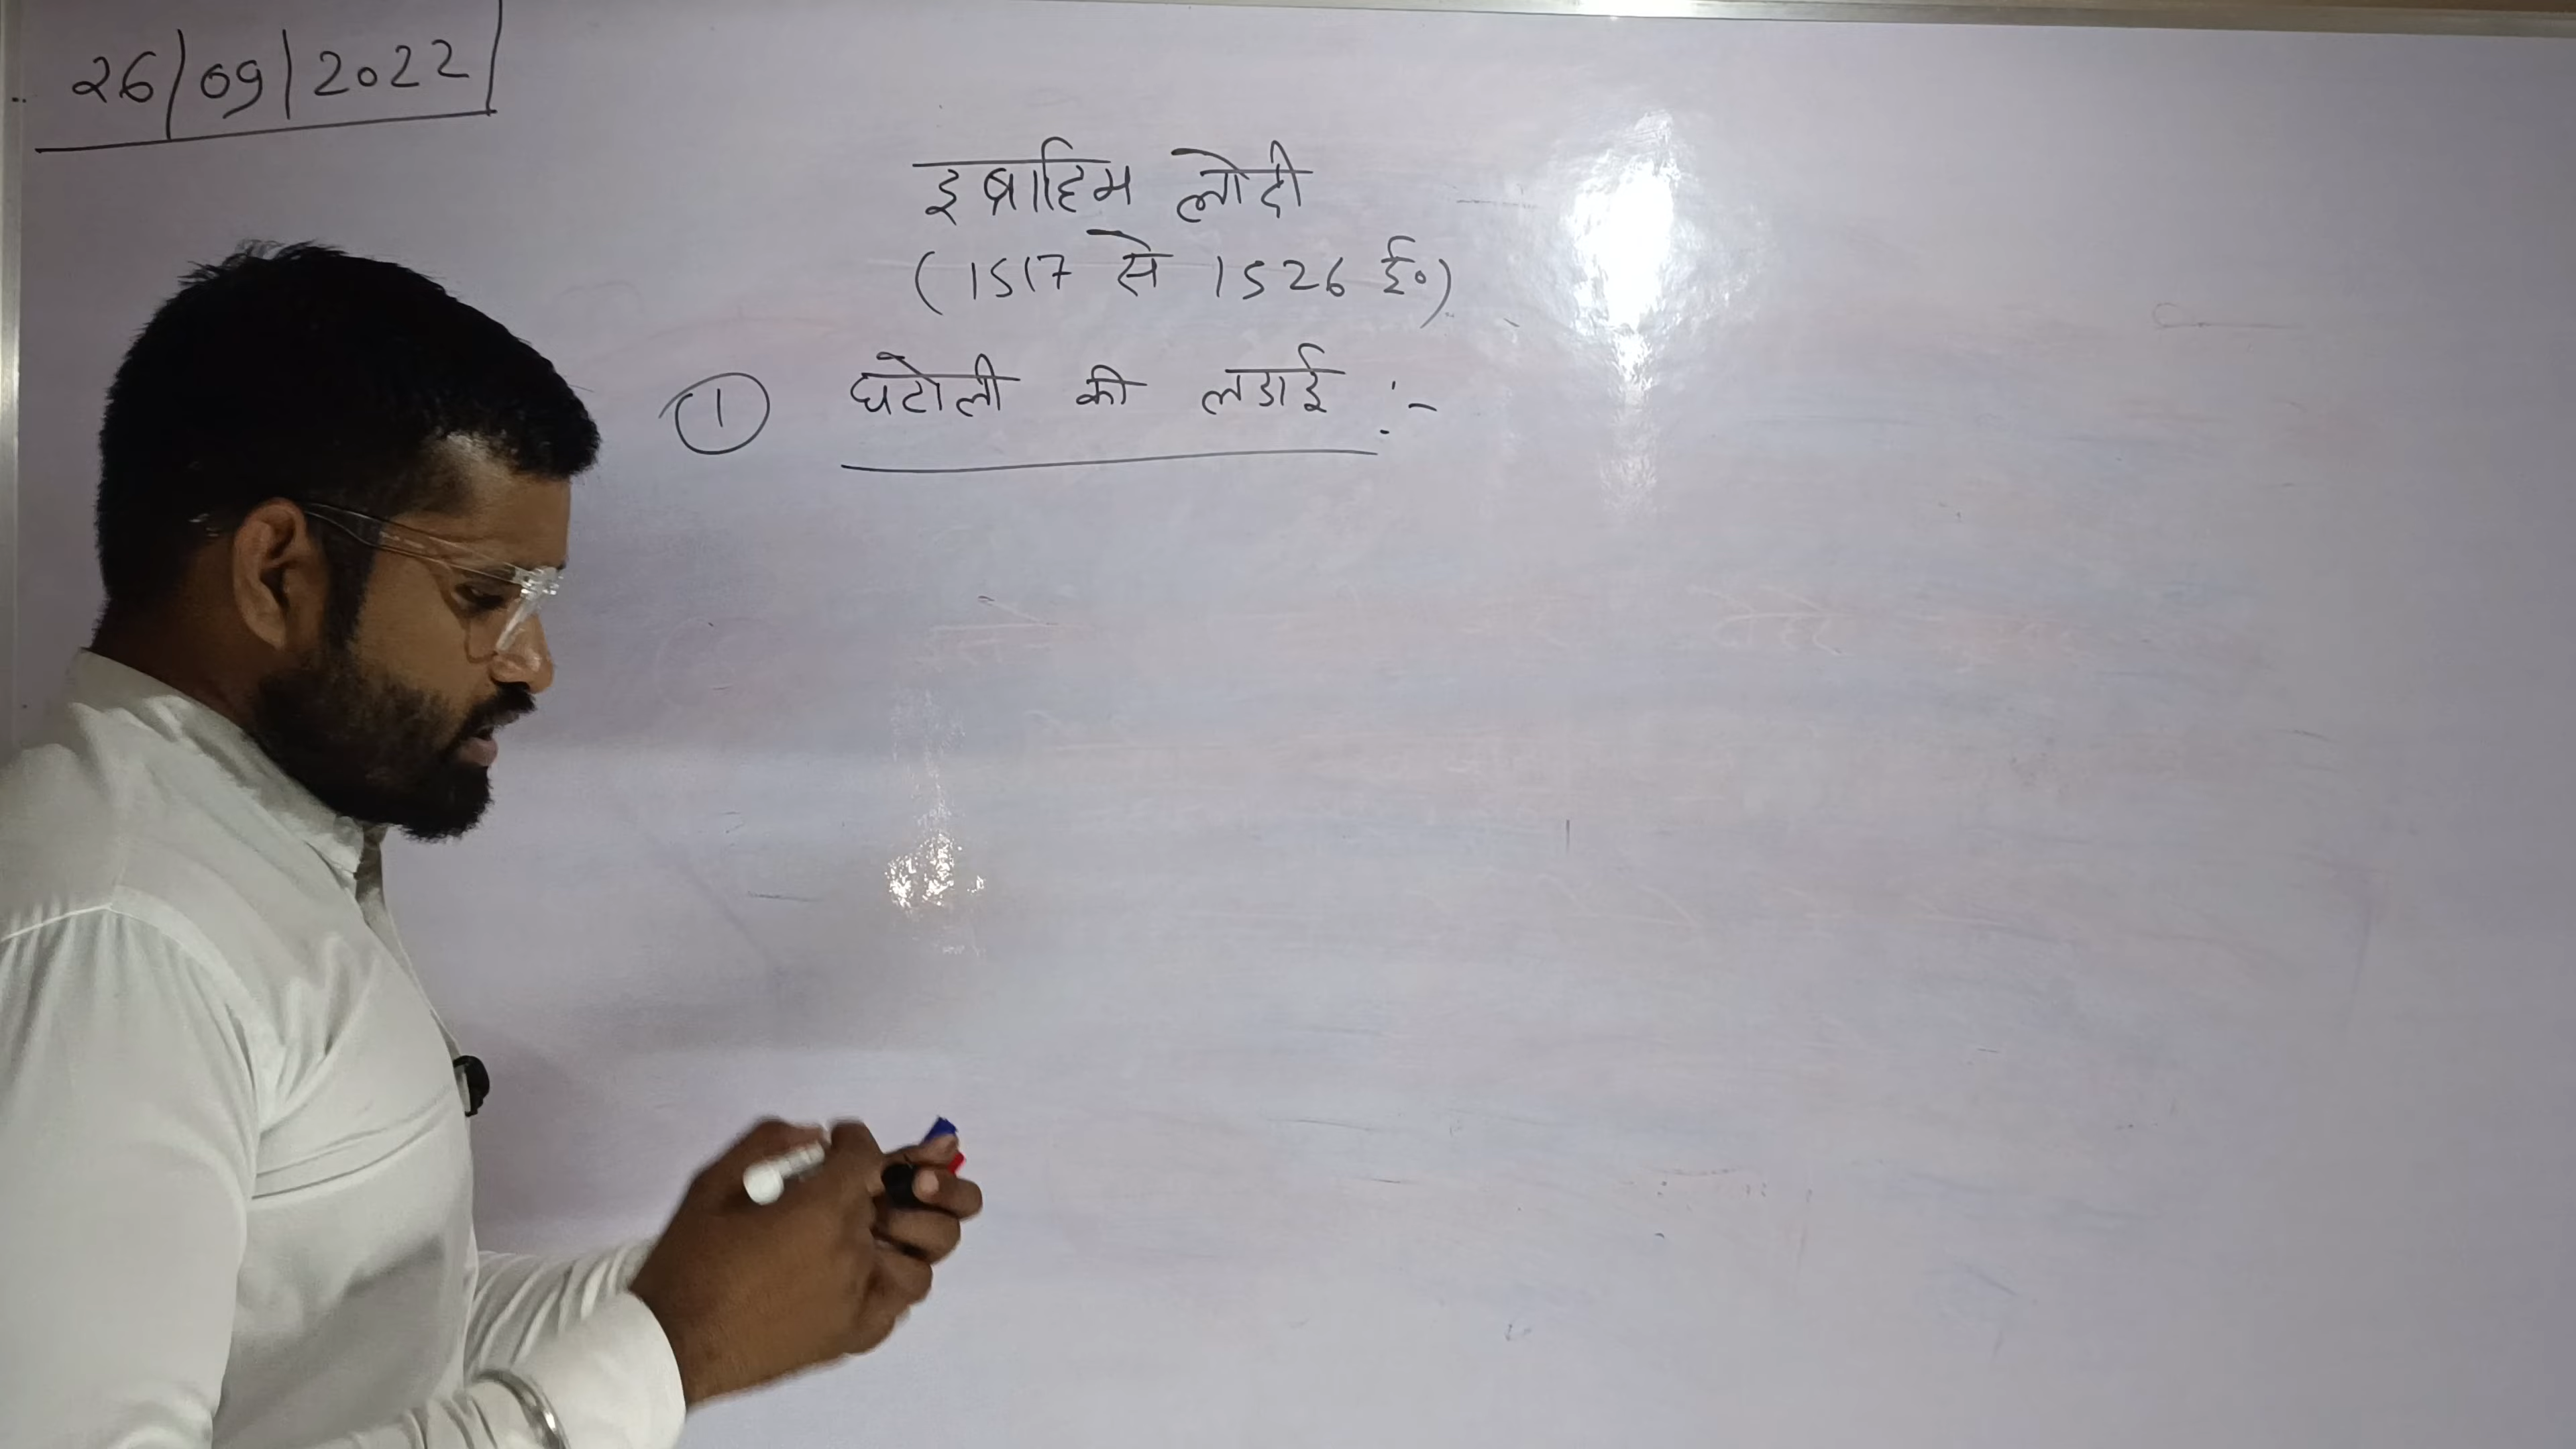 26/09/2022
इब्राहिम लोदी
(1517 से 1526 ई०)
① घटोली की लडाई :-